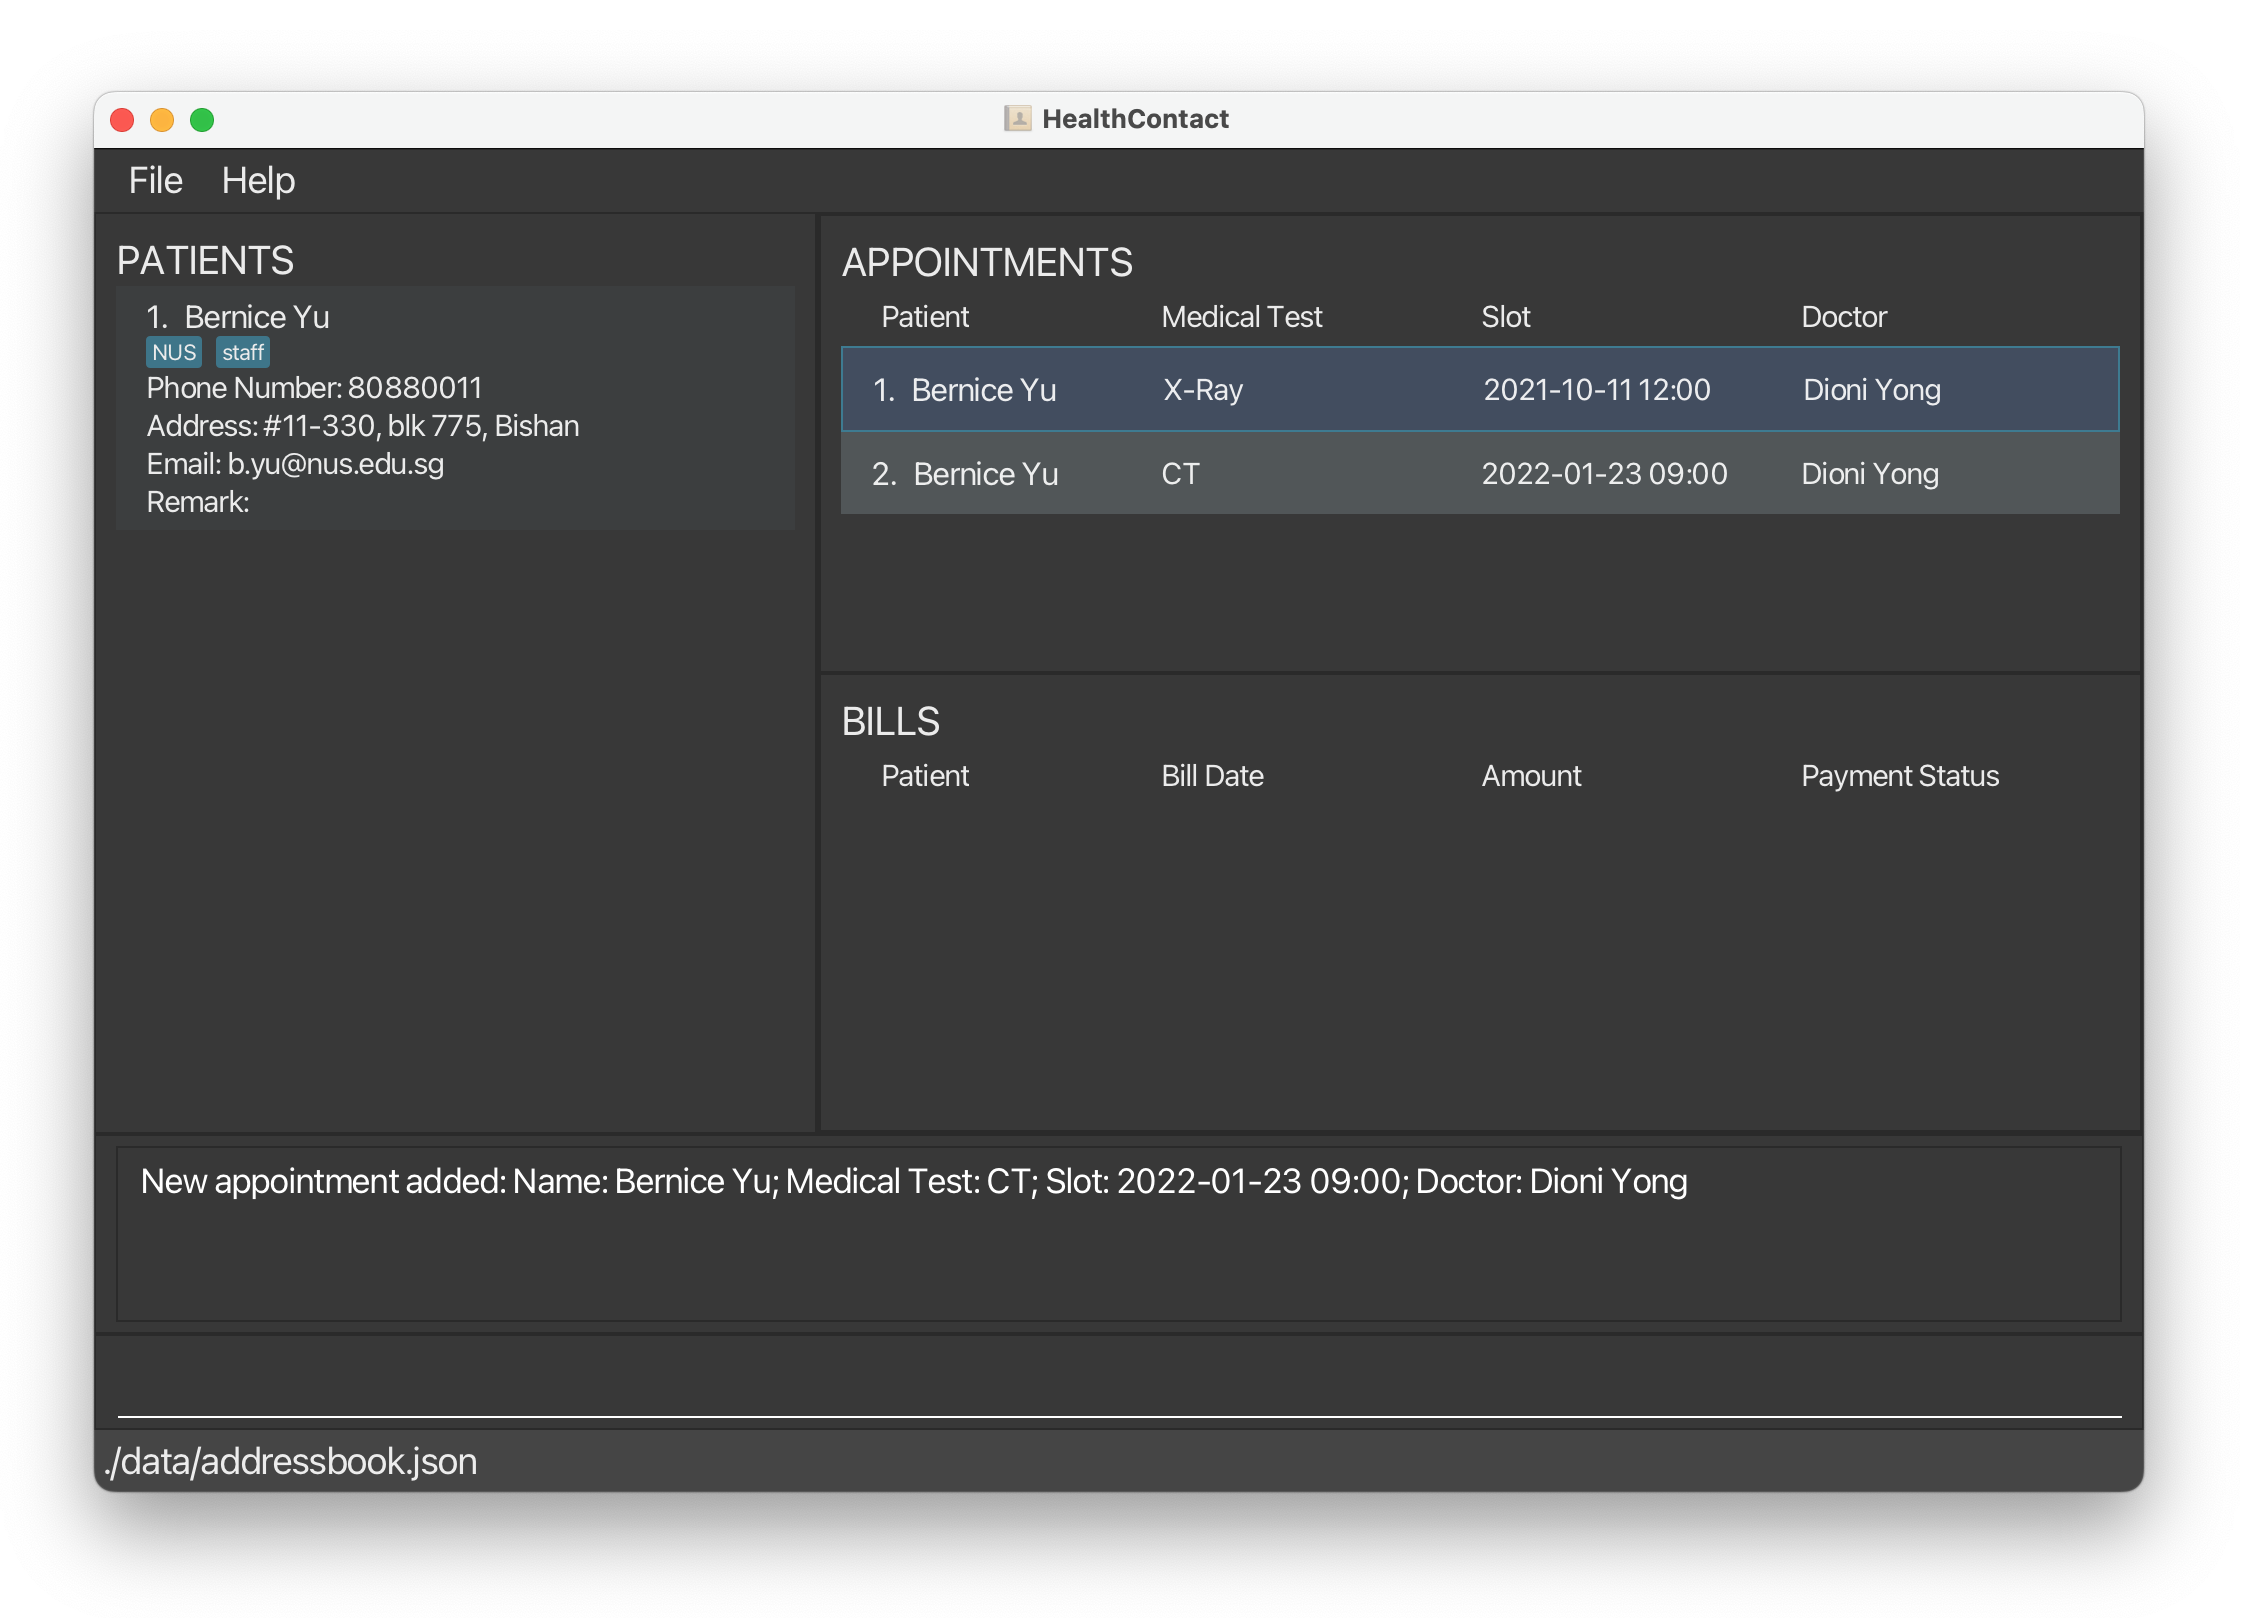 HealthContact
File Help
PATIENTS
1. Bernice Yu
NUS staff
Phone Number: 80880011
Address: #11-330, blk 775, Bishan
Email: b.yu@nus.edu.sg
Remark:
APPOINTMENTS
Patient Medical Test Slot Doctor
1. Bernice Yu X-Ray 2021-10-11 12:00 Dioni Yong
2. Bernice Yu CT 2022-01-23 09:00 Dioni Yong
BILLS
Patient Bill Date Amount Payment Status
New appointment added: Name: Bernice Yu; Medical Test: CT; Slot: 2022-01-23 09:00; Doctor: Dioni Yong
./data/addressbook.json